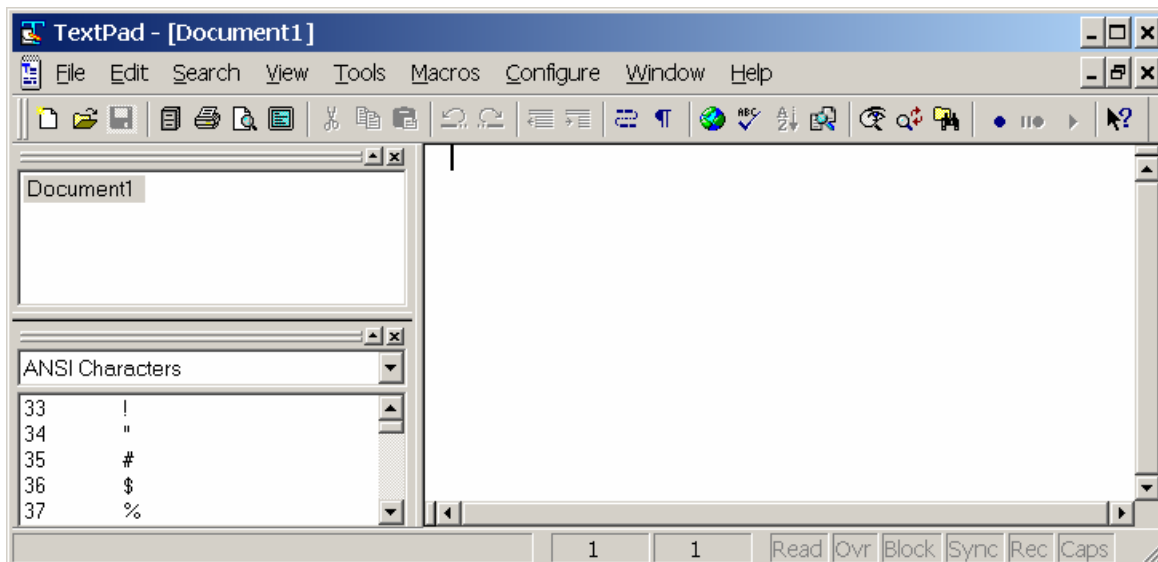 TextPad - [Document1]
File Edit Search View Tools Macros Configure Window Help
ABC
Document1
ANSI Characters
33 !
34 "
35 #
36 $
37 %
1 1 Read Ovr Block Sync Rec Caps